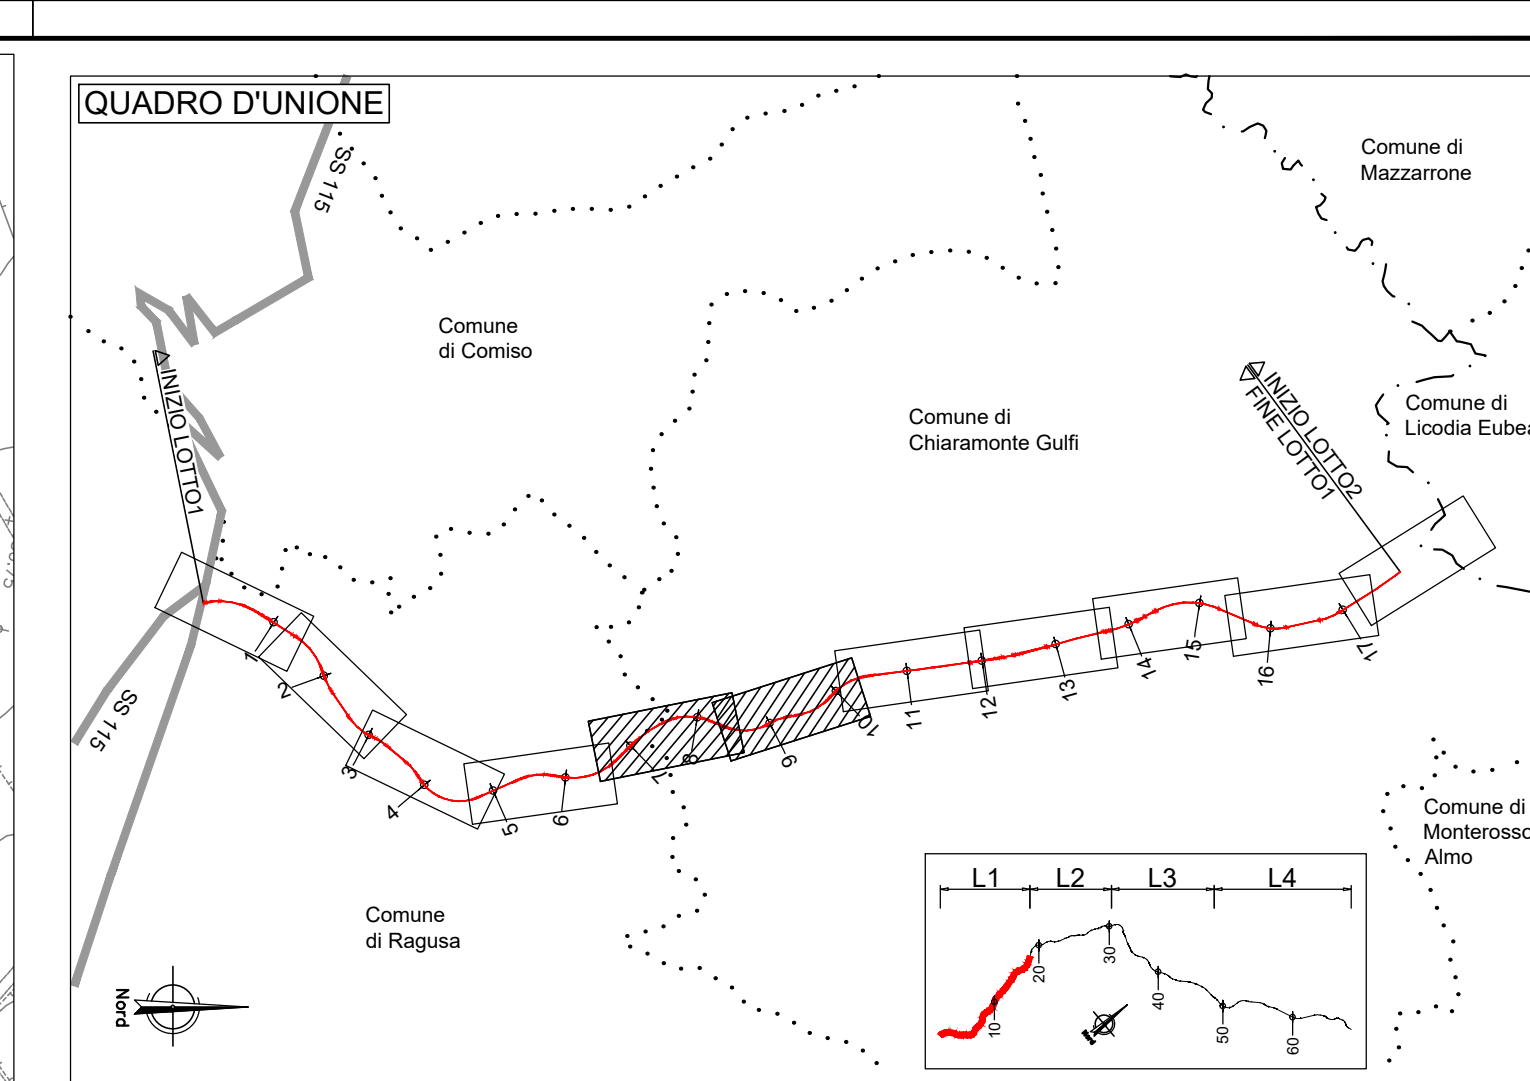 QUADRO D'UNIONE
SS 115
Comune di
Mazzarrone
Comune
di Comiso
INIZIO LOTTO1
Comune di
Chiaramonte Gulfi
INIZIO LOTTO2
FINE LOTTO1
Comune di
Licodia Eubea
1
2
3
4
5
6
7
8
9
10
11
12
13
14
15
16
17
SS 115
Comune di
Monterosso
Almo
Comune
di Ragusa
Nord
L1
L2
L3
L4
10
20
30
40
50
60